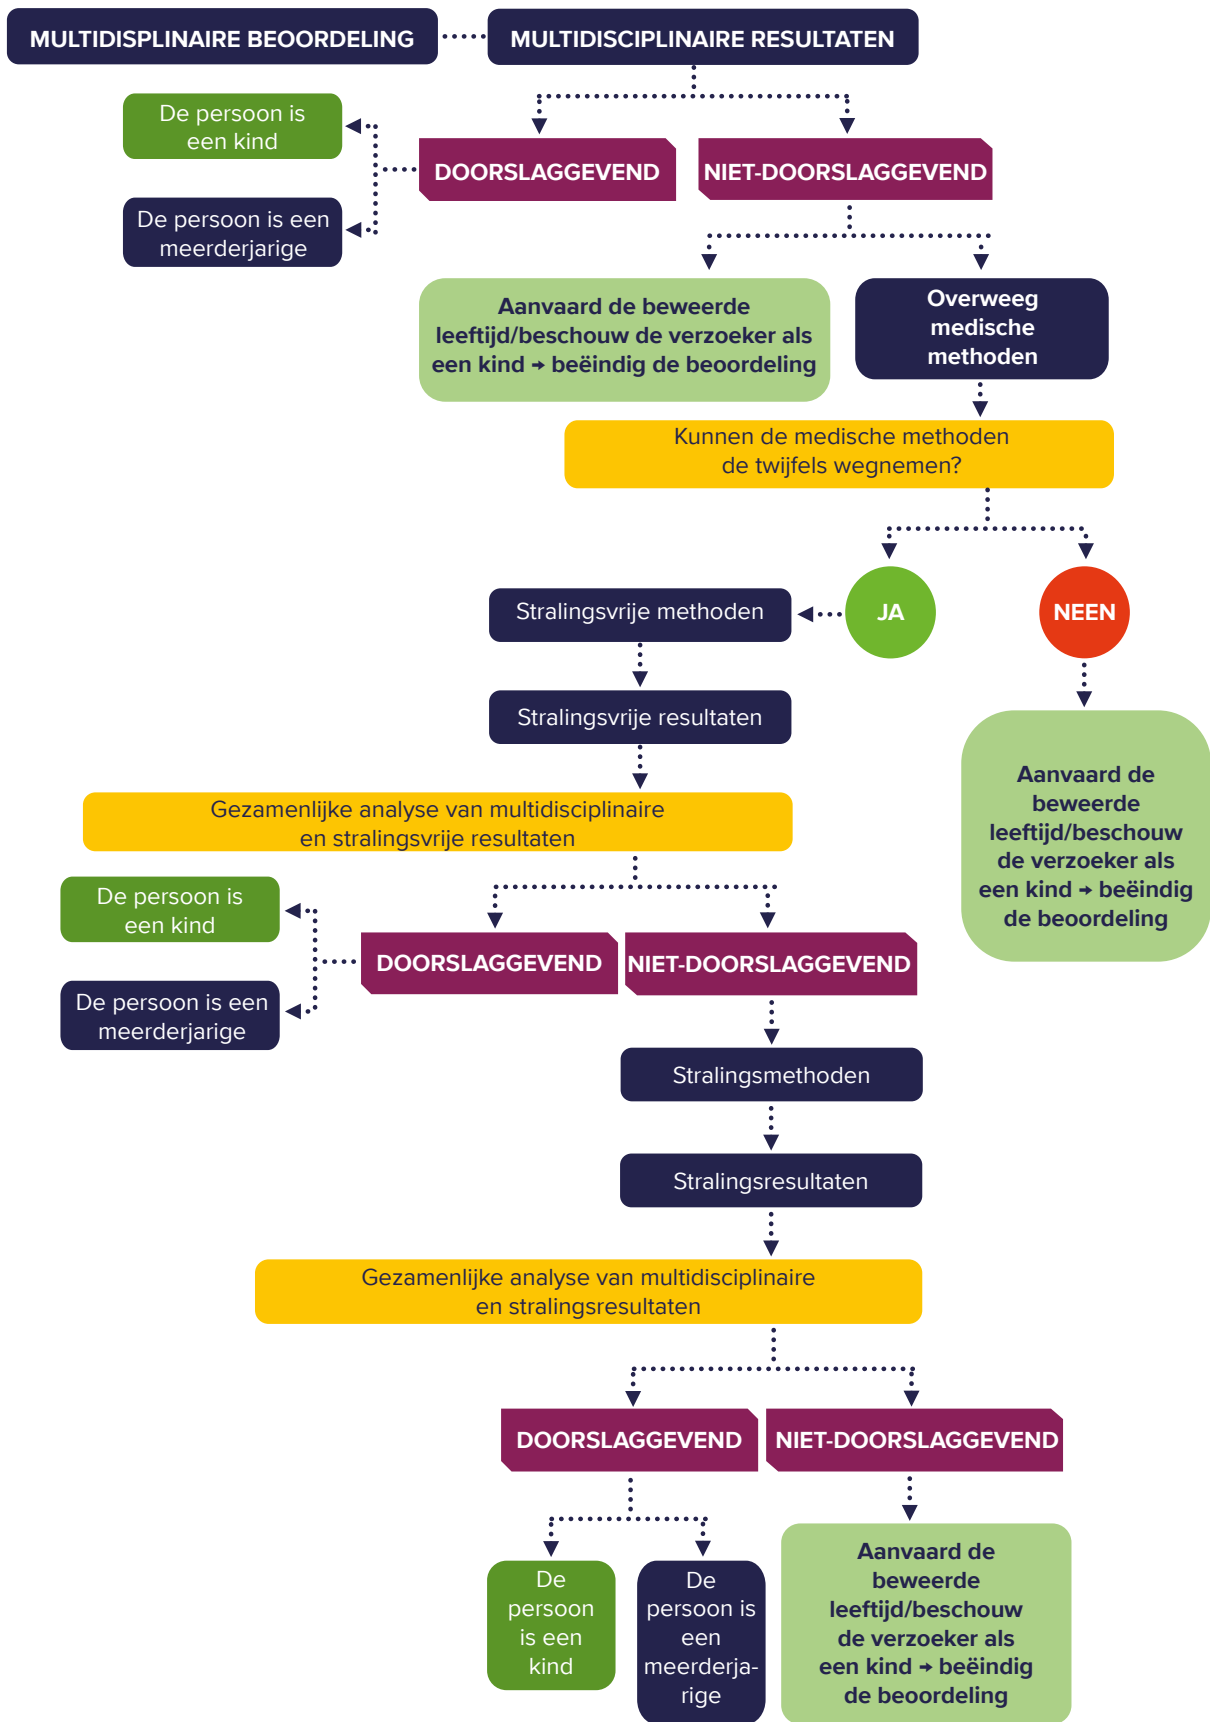 MULTIDISPLINAIRE BEOORDELING
MULTIDISCIPLINAIRE RESULTATEN
De persoon is
een kind
De persoon is een
meerderjarige
DOORSLAGGEVEND
NIET-DOORSLAGGEVEND
Aanvaard de beweerde
leeftijd/beschouw de verzoeker als
een kind → beëindig de beoordeling
Overweeg
medische
methoden
Kunnen de medische methoden
de twijfels wegnemen?
JA
NEEN
Stralingsvrije methoden
Stralingsvrije resultaten
Aanvaard de
beweerde
leeftijd/beschouw
de verzoeker als
een kind → beëindig
de beoordeling
Gezamenlijke analyse van multidisciplinaire
en stralingsvrije resultaten
De persoon is
een kind
De persoon is een
meerderjarige
DOORSLAGGEVEND
NIET-DOORSLAGGEVEND
Stralingsmethoden
Stralingsresultaten
Gezamenlijke analyse van multidisciplinaire
en stralingsresultaten
DOORSLAGGEVEND
NIET-DOORSLAGGEVEND
De
persoon
is een
kind
De
persoon is
een
meerderja-
rige
Aanvaard de
beweerde
leeftijd/beschouw
de verzoeker als
een kind → beëindig
de beoordeling